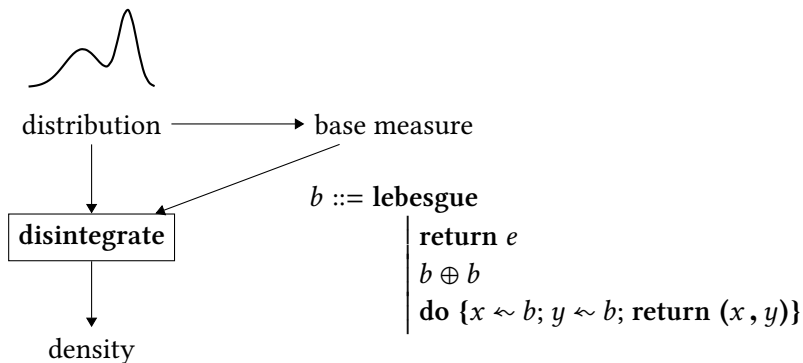 distribution
base measure
b ::= lebesgue
disintegrate
| return e
| b ⊕ b
| do {x ↜ b; y ↜ b; return (x , y)}
density